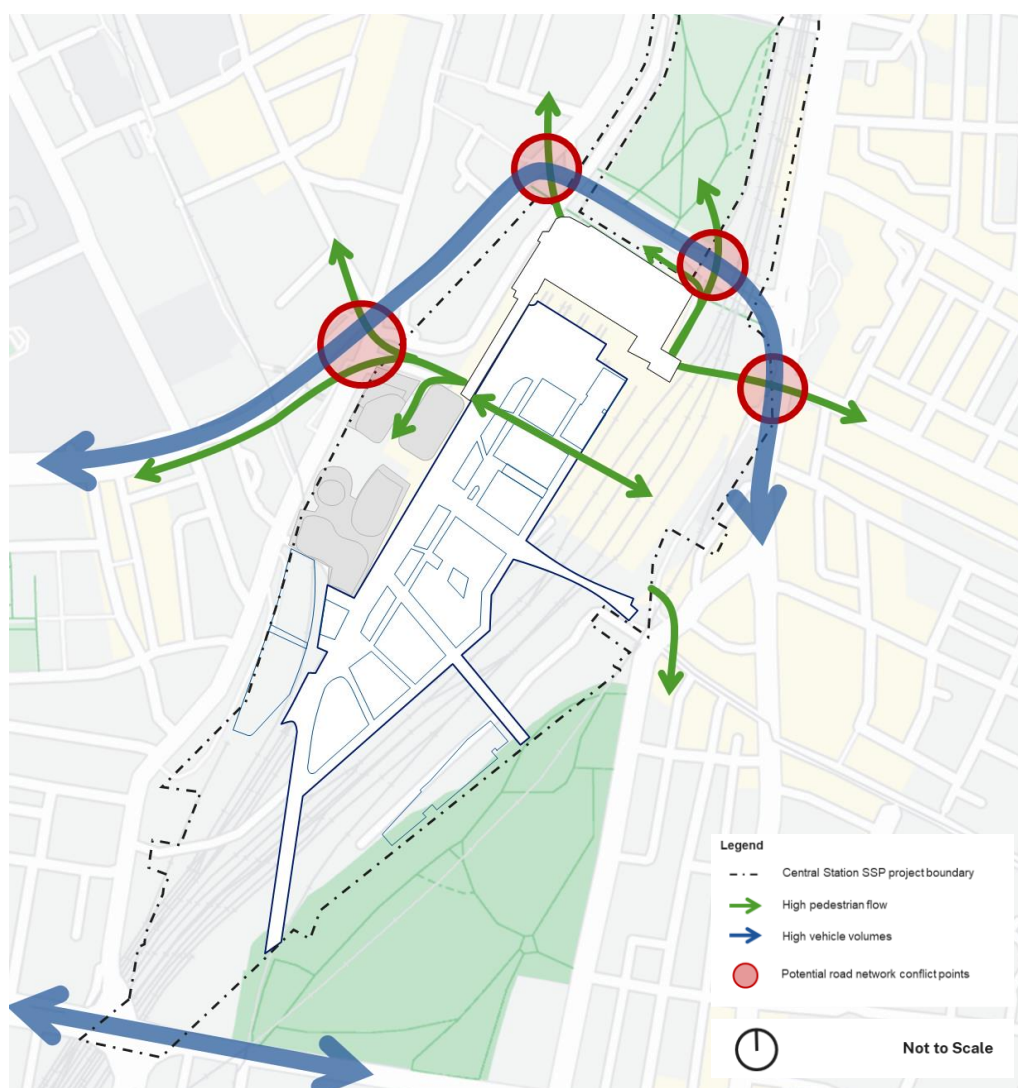 Legend
Central Station SSP project boundary
High pedestrian flow
High vehicle volumes
Potential road network conflict points
Not to Scale